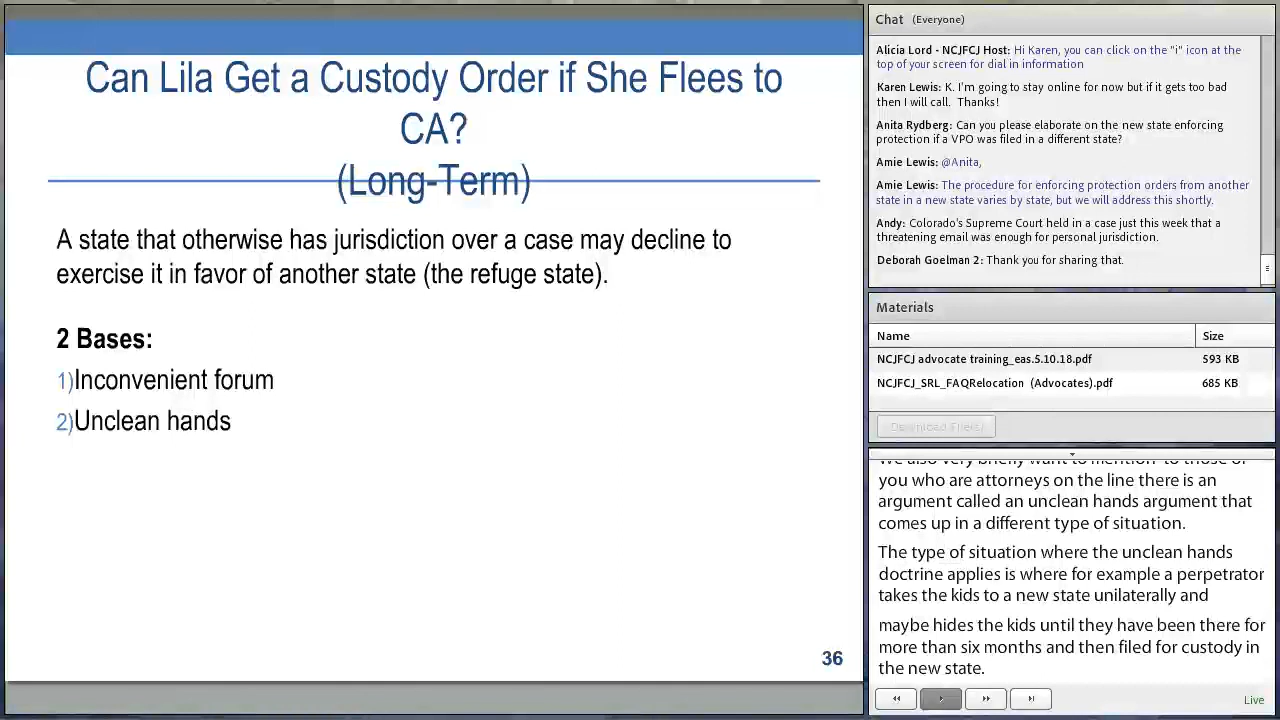 Can Lila Get a Custody Order if She Flees to
CA?
(Long-Term)
A state that otherwise has jurisdiction over a case may decline to
exercise it in favor of another state (the refuge state).
2 Bases:
1)Inconvenient forum
2)Unclean hands
36
Chat (Everyone)
Alicia Lord - NCJFCJ Host: Hi Karen, you can click on the "i" icon at the
top of your screen for dial in information
Karen Lewis: K. I'm going to stay online for now but if it gets too bad
then I will call. Thanks!
Anita Rydberg: Can you please elaborate on the new state enforcing
protection if a VPO was filed in a different state?
Amie Lewis: @Anita,
Amie Lewis: The procedure for enforcing protection orders from another
state in a new state varies by state, but we will address this shortly.
Andy: Colorado's Supreme Court held in a case just this week that a
threatening email was enough for personal jurisdiction.
Deborah Goelman 2: Thank you for sharing that.
Materials
Name Size
NCJFCJ advocate training_eas.5.10.18.pdf 593 KB
NCJFCJ_SRL_FAQRelocation (Advocates).pdf 685 KB
Download File(s)
We also very briefly want to mention to those of
you who are attorneys on the line there is an
argument called an unclean hands argument that
comes up in a different type of situation.
The type of situation where the unclean hands
doctrine applies is where for example a perpetrator
takes the kids to a new state unilaterally and
maybe hides the kids until they have been there for
more than six months and then filed for custody in
the new state.
Live